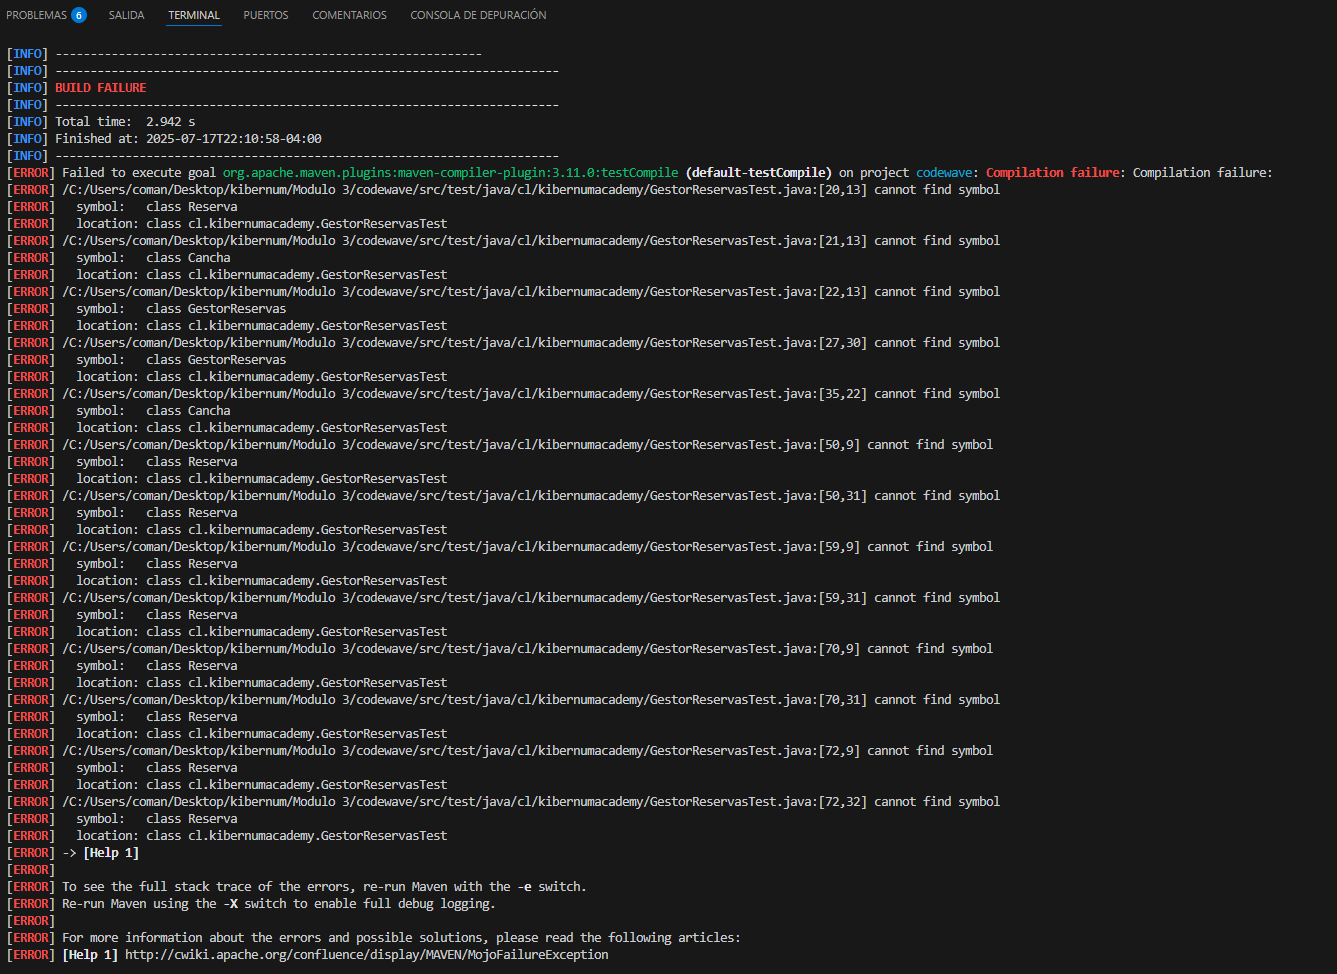 PROBLEMAS 6 SALIDA TERMINAL PUERTOS COMENTARIOS CONSOLA DE DEPURACIÓN
[INFO] -------------------------------------------------------------
[INFO] ------------------------------------------------------------------------
[INFO] BUILD FAILURE
[INFO] ------------------------------------------------------------------------
[INFO] Total time:  2.942 s
[INFO] Finished at: 2025-07-17T22:10:58-04:00
[INFO] ------------------------------------------------------------------------
[ERROR] Failed to execute goal org.apache.maven.plugins:maven-compiler-plugin:3.11.0:testCompile (default-testCompile) on project codewave: Compilation failure: Compilation failure:
[ERROR] /C:/Users/coman/Desktop/kibernum/Modulo 3/codewave/src/test/java/cl/kibernumacademy/GestorReservasTest.java:[20,13] cannot find symbol
[ERROR]   symbol:   class Reserva
[ERROR]   location: class cl.kibernumacademy.GestorReservasTest
[ERROR] /C:/Users/coman/Desktop/kibernum/Modulo 3/codewave/src/test/java/cl/kibernumacademy/GestorReservasTest.java:[21,13] cannot find symbol
[ERROR]   symbol:   class Cancha
[ERROR]   location: class cl.kibernumacademy.GestorReservasTest
[ERROR] /C:/Users/coman/Desktop/kibernum/Modulo 3/codewave/src/test/java/cl/kibernumacademy/GestorReservasTest.java:[22,13] cannot find symbol
[ERROR]   symbol:   class GestorReservas
[ERROR]   location: class cl.kibernumacademy.GestorReservasTest
[ERROR] /C:/Users/coman/Desktop/kibernum/Modulo 3/codewave/src/test/java/cl/kibernumacademy/GestorReservasTest.java:[27,30] cannot find symbol
[ERROR]   symbol:   class GestorReservas
[ERROR]   location: class cl.kibernumacademy.GestorReservasTest
[ERROR] /C:/Users/coman/Desktop/kibernum/Modulo 3/codewave/src/test/java/cl/kibernumacademy/GestorReservasTest.java:[35,22] cannot find symbol
[ERROR]   symbol:   class Cancha
[ERROR]   location: class cl.kibernumacademy.GestorReservasTest
[ERROR] /C:/Users/coman/Desktop/kibernum/Modulo 3/codewave/src/test/java/cl/kibernumacademy/GestorReservasTest.java:[50,9] cannot find symbol
[ERROR]   symbol:   class Reserva
[ERROR]   location: class cl.kibernumacademy.GestorReservasTest
[ERROR] /C:/Users/coman/Desktop/kibernum/Modulo 3/codewave/src/test/java/cl/kibernumacademy/GestorReservasTest.java:[50,31] cannot find symbol
[ERROR]   symbol:   class Reserva
[ERROR]   location: class cl.kibernumacademy.GestorReservasTest
[ERROR] /C:/Users/coman/Desktop/kibernum/Modulo 3/codewave/src/test/java/cl/kibernumacademy/GestorReservasTest.java:[59,9] cannot find symbol
[ERROR]   symbol:   class Reserva
[ERROR]   location: class cl.kibernumacademy.GestorReservasTest
[ERROR] /C:/Users/coman/Desktop/kibernum/Modulo 3/codewave/src/test/java/cl/kibernumacademy/GestorReservasTest.java:[59,31] cannot find symbol
[ERROR]   symbol:   class Reserva
[ERROR]   location: class cl.kibernumacademy.GestorReservasTest
[ERROR] /C:/Users/coman/Desktop/kibernum/Modulo 3/codewave/src/test/java/cl/kibernumacademy/GestorReservasTest.java:[70,9] cannot find symbol
[ERROR]   symbol:   class Reserva
[ERROR]   location: class cl.kibernumacademy.GestorReservasTest
[ERROR] /C:/Users/coman/Desktop/kibernum/Modulo 3/codewave/src/test/java/cl/kibernumacademy/GestorReservasTest.java:[70,31] cannot find symbol
[ERROR]   symbol:   class Reserva
[ERROR]   location: class cl.kibernumacademy.GestorReservasTest
[ERROR] /C:/Users/coman/Desktop/kibernum/Modulo 3/codewave/src/test/java/cl/kibernumacademy/GestorReservasTest.java:[72,9] cannot find symbol
[ERROR]   symbol:   class Reserva
[ERROR]   location: class cl.kibernumacademy.GestorReservasTest
[ERROR] /C:/Users/coman/Desktop/kibernum/Modulo 3/codewave/src/test/java/cl/kibernumacademy/GestorReservasTest.java:[72,32] cannot find symbol
[ERROR]   symbol:   class Reserva
[ERROR]   location: class cl.kibernumacademy.GestorReservasTest
[ERROR] -> [Help 1]
[ERROR]
[ERROR] To see the full stack trace of the errors, re-run Maven with the -e switch.
[ERROR] Re-run Maven using the -X switch to enable full debug logging.
[ERROR]
[ERROR] For more information about the errors and possible solutions, please read the following articles:
[ERROR] [Help 1] http://cwiki.apache.org/confluence/display/MAVEN/MojoFailureException